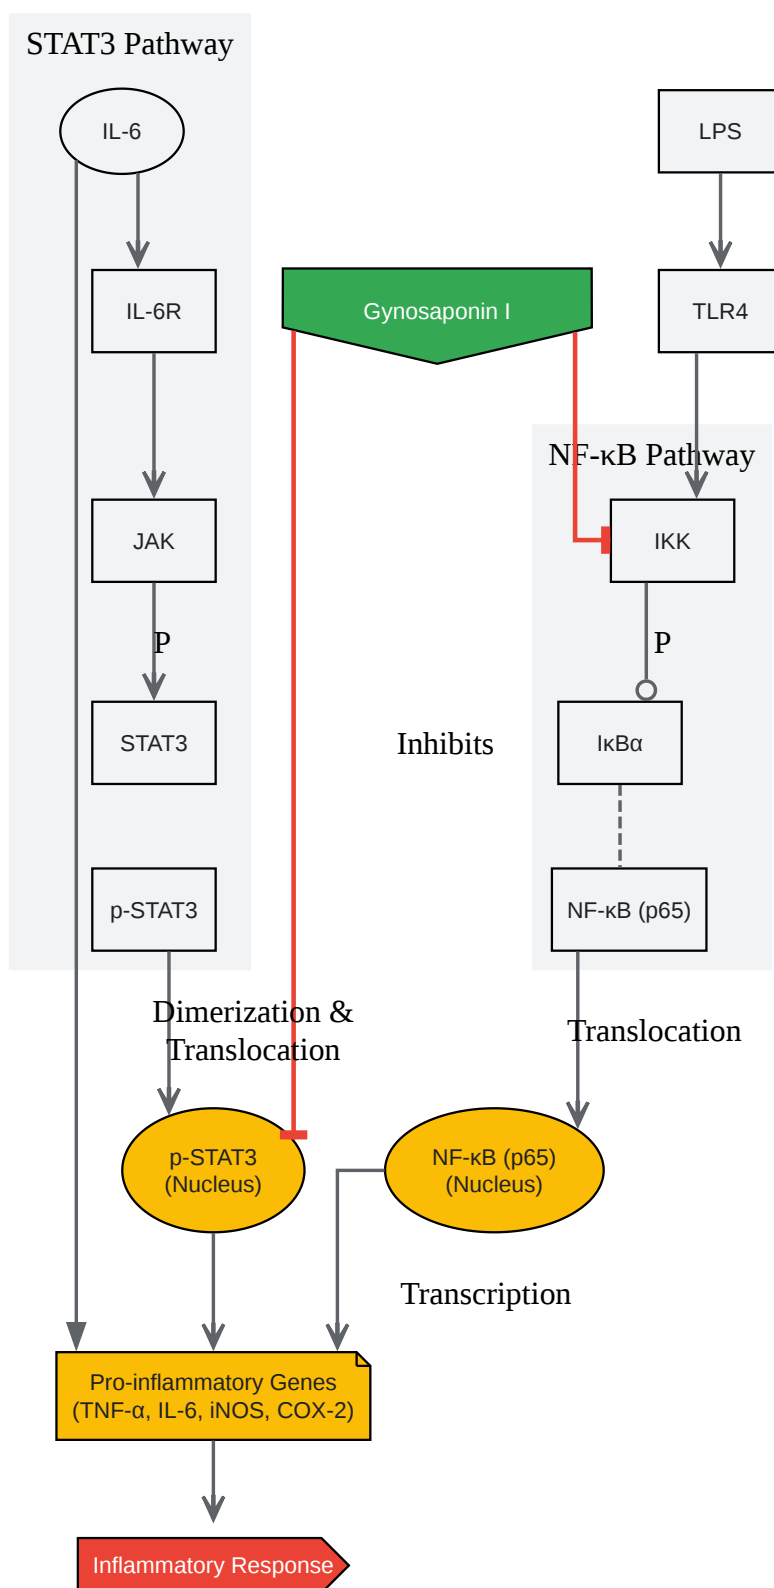 STAT3 Pathway
IL-6
LPS
IL-6R
Gynosaponin I
TLR4
NF-κB Pathway
JAK
IKK
P
P
STAT3
Inhibits
IκBα
p-STAT3
NF-κB (p65)
Dimerization &
Translocation
Translocation
p-STAT3
(Nucleus)
NF-κB (p65)
(Nucleus)
Transcription
Pro-inflammatory Genes
(TNF-α, IL-6, iNOS, COX-2)
Inflammatory Response